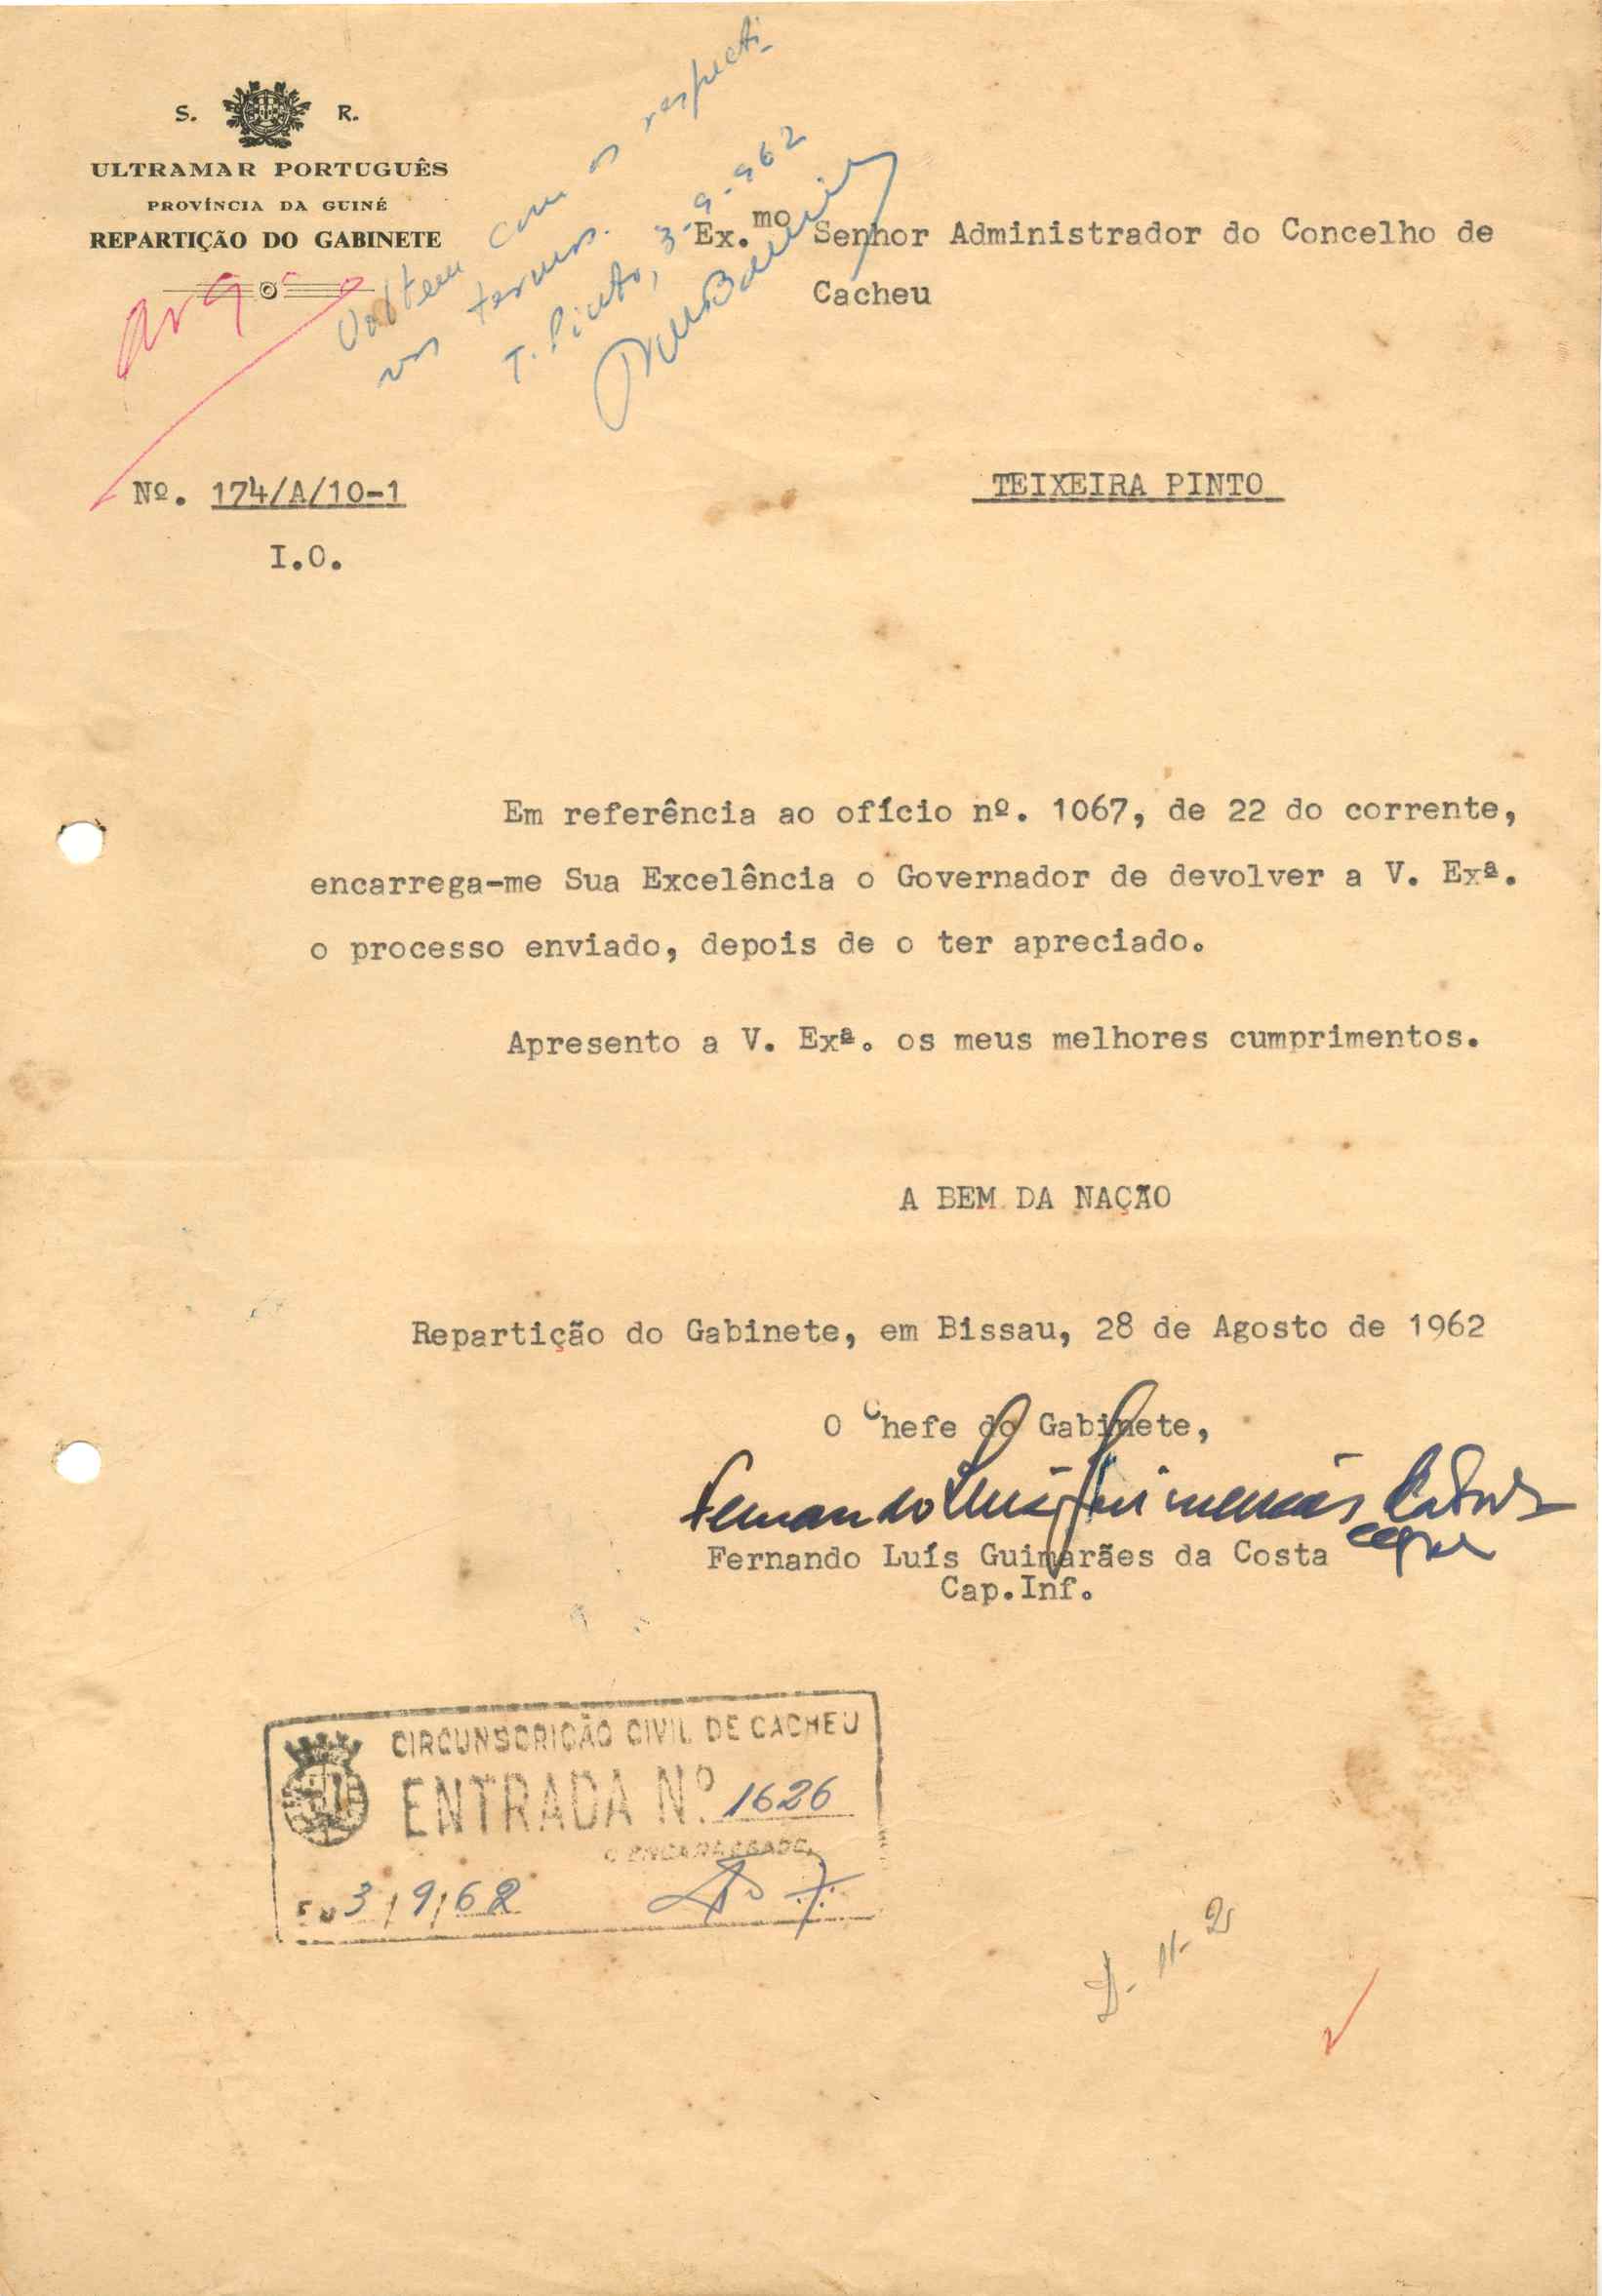 S. R.
ULTRAMAR PORTUGUÊS
PROVÍNCIA DA GUINÉ
REPARTIÇÃO DO GABINETE
Arqº
Voltem com os respecti-
vos termos.
T. Pinto, 3-9-962
Ex.mo Senhor Administrador do Concelho de
Cacheu
Nº. 174/A/10-1
TEIXEIRA PINTO
I.O.
Em referência ao ofício nº. 1067, de 22 do corrente,
encarrega-me Sua Excelência o Governador de devolver a V. Exª.
o processo enviado, depois de o ter apreciado.
Apresento a V. Exª. os meus melhores cumprimentos.
A BEM DA NAÇÃO
Repartição do Gabinete, em Bissau, 28 de Agosto de 1962
O Chefe do Gabinete,
Fernando Luís Guimarães da Costa
Fernando Luís Guimarães da Costa
Cap.Inf.
CIRCUNSCRIÇÃO CIVIL DE CACHEU
ENTRADA Nº. 1626
O ENCARREGADO,
Em 3/9/62